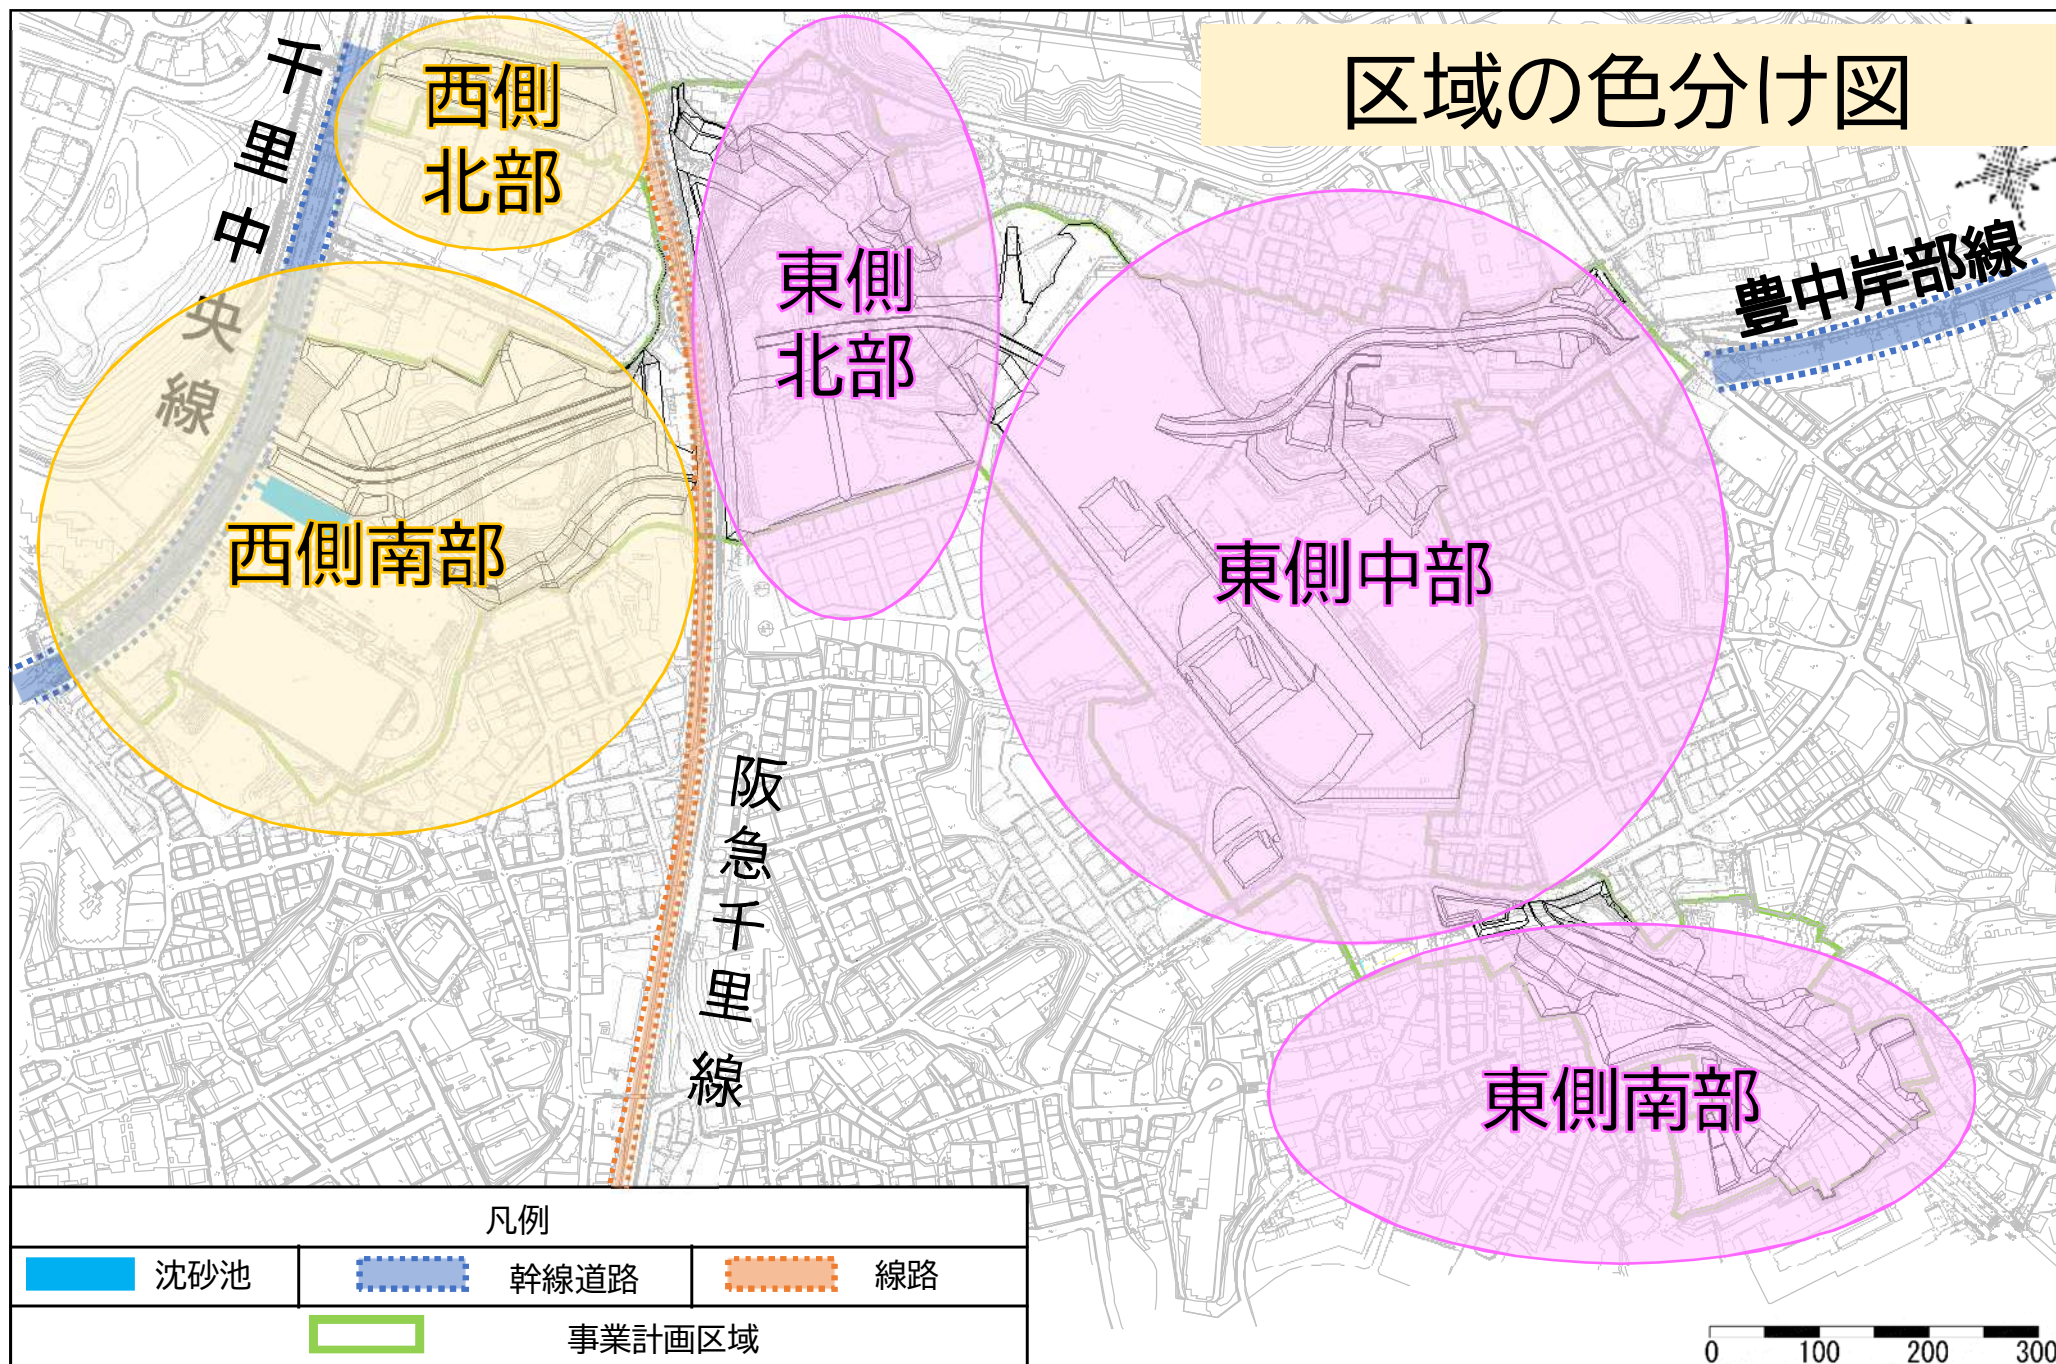 区域の色分け図
千里中央線
西側
北部
東側
北部
豊中岸部線
西側南部
東側中部
阪急千里線
東側南部
凡例
沈砂池
幹線道路
線路
事業計画区域
0 100 200 300